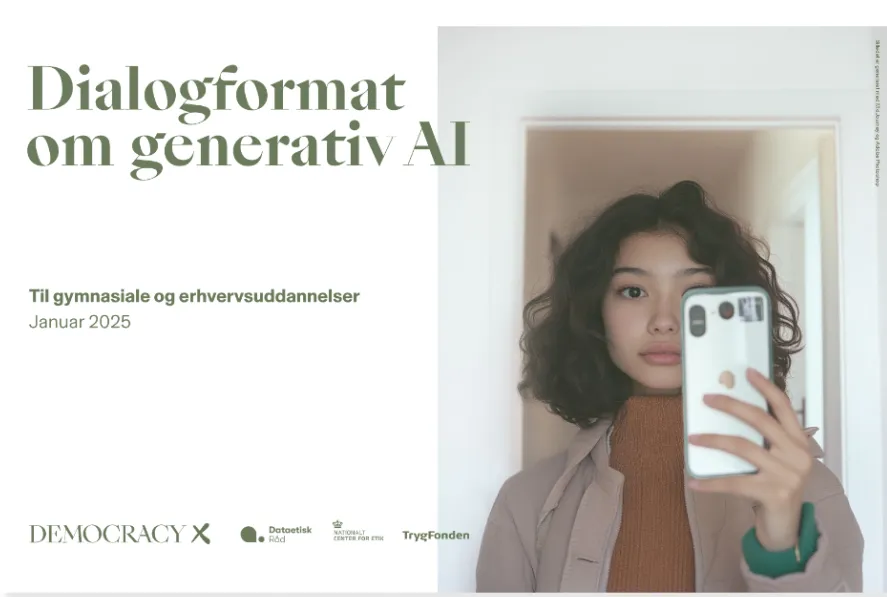 Dialogformat
om generativ AI
Til gymnasiale og erhvervsuddannelser
Januar 2025
DEMOCRACY X
Dataetisk
Råd
NATIONALT
CENTER FOR ETIK
TrygFonden